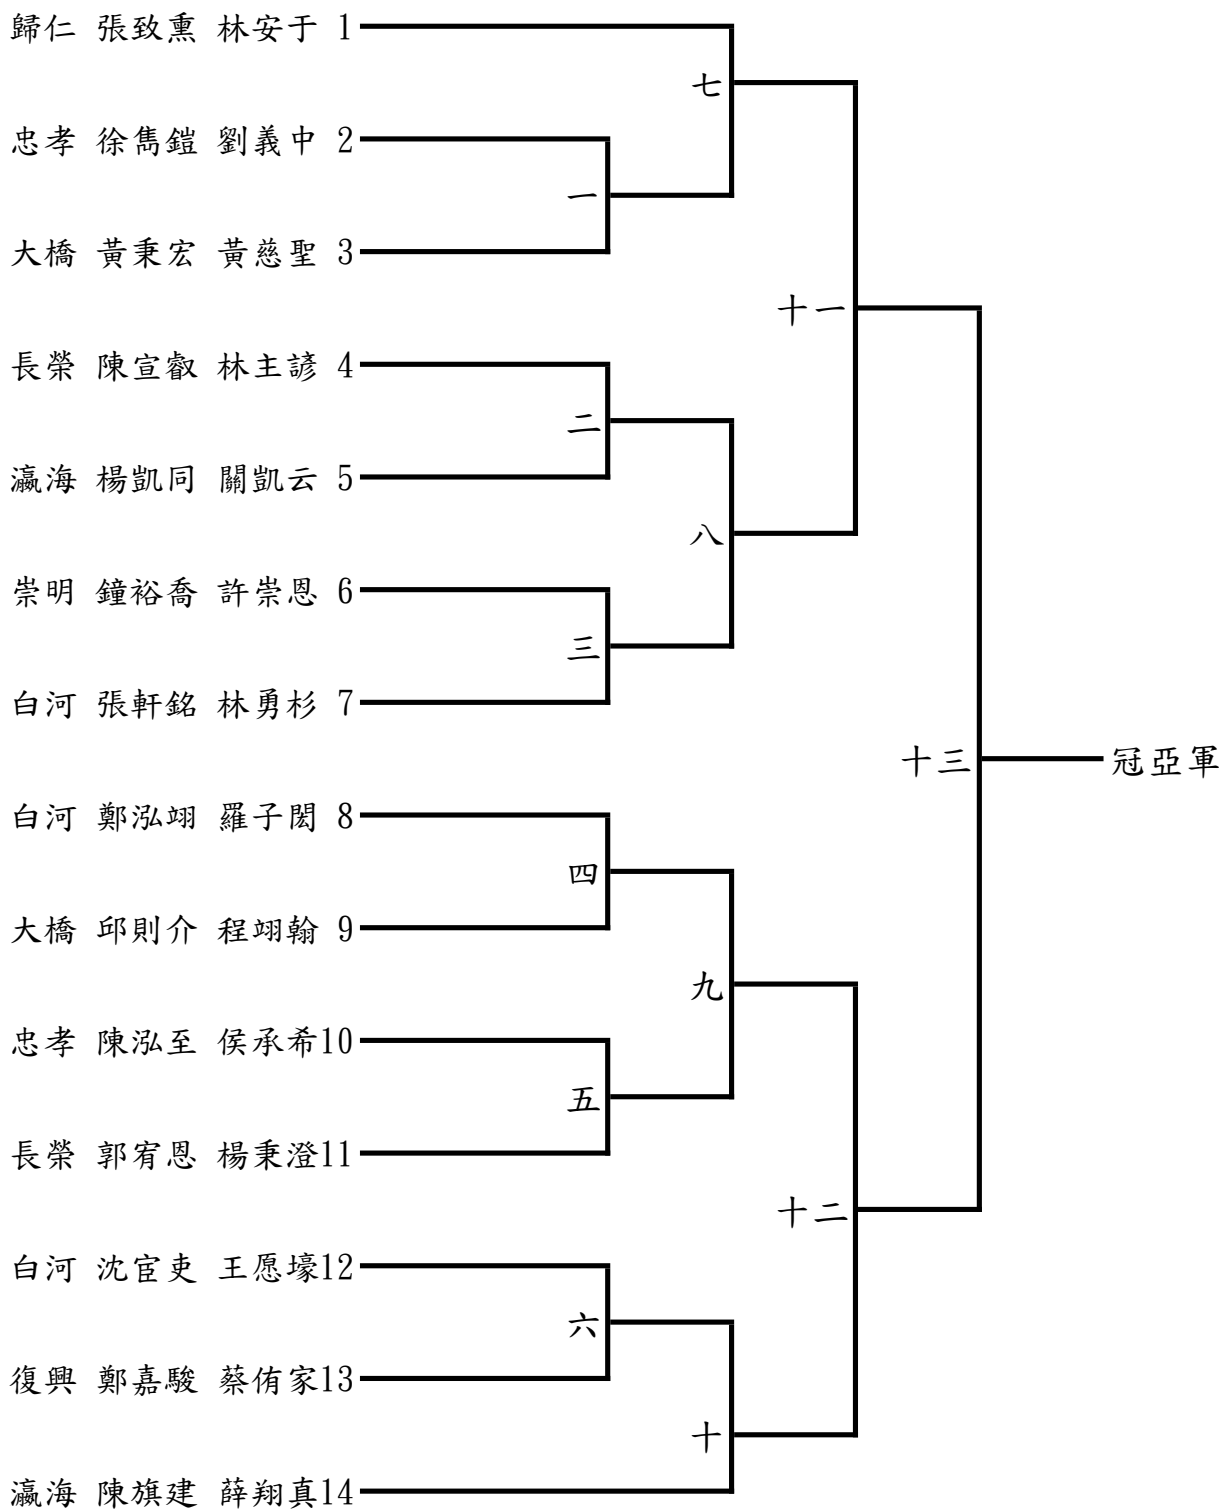 歸仁 張致熏 林安于 1
七
忠孝 徐雋鎧 劉義中 2
一
大橋 黃秉宏 黃慈聖 3
十一
長榮 陳宣叡 林主諺 4
二
瀛海 楊凱同 關凱云 5
八
崇明 鐘裕喬 許崇恩 6
三
白河 張軒銘 林勇杉 7
十三 冠亞軍
白河 鄭泓翊 羅子閎 8
四
大橋 邱則介 程翊翰 9
九
忠孝 陳泓至 侯承希10
五
長榮 郭宥恩 楊秉澄11
十二
白河 沈宦吏 王愿壕12
六
復興 鄭嘉駿 蔡侑家13
十
瀛海 陳旗建 薛翔真14